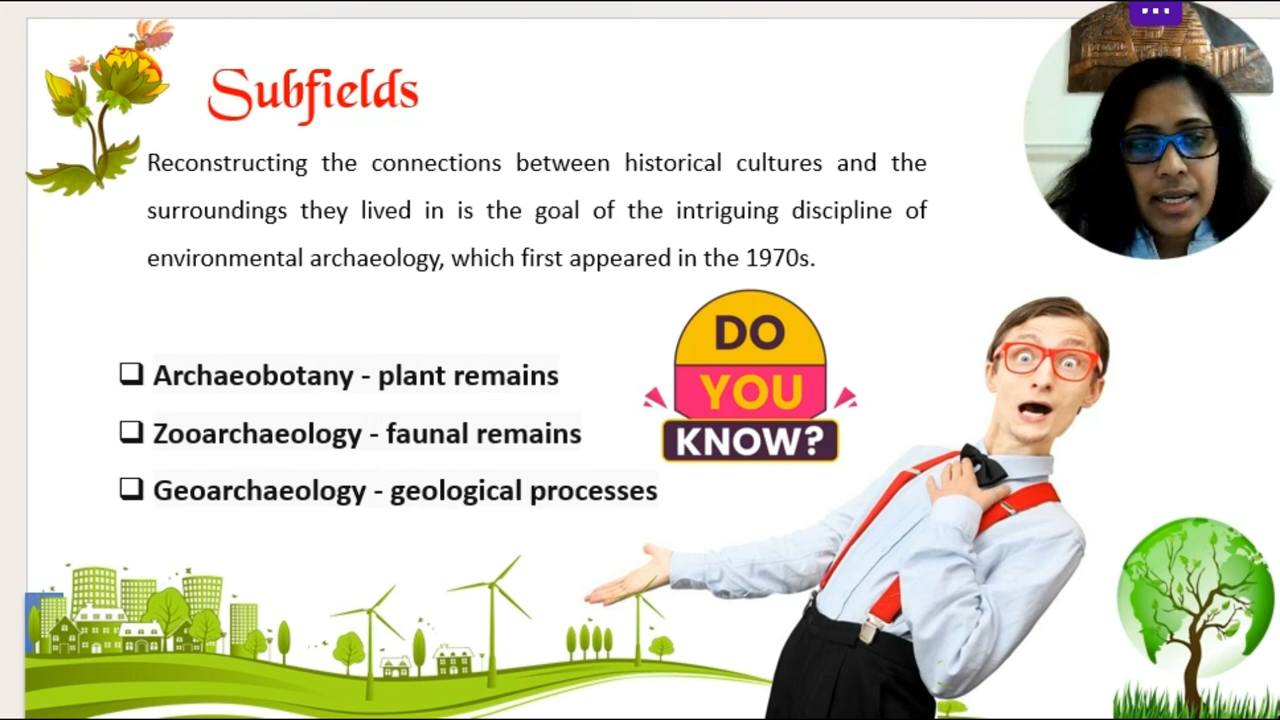 Subfields
Reconstructing the connections between historical cultures and the
surroundings they lived in is the goal of the intriguing discipline of
environmental archaeology, which first appeared in the 1970s.
DO
YOU
KNOW?
Archaeobotany - plant remains
Zooarchaeology - faunal remains
Geoarchaeology - geological processes